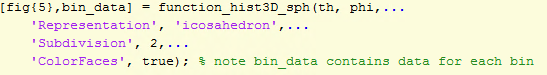 [fig{5},bin_data] = function_hist3D_sph(th, phi,...
'Representation', 'icosahedron',...
'Subdivision', 2,...
'ColorFaces', true); % note bin_data contains data for each bin